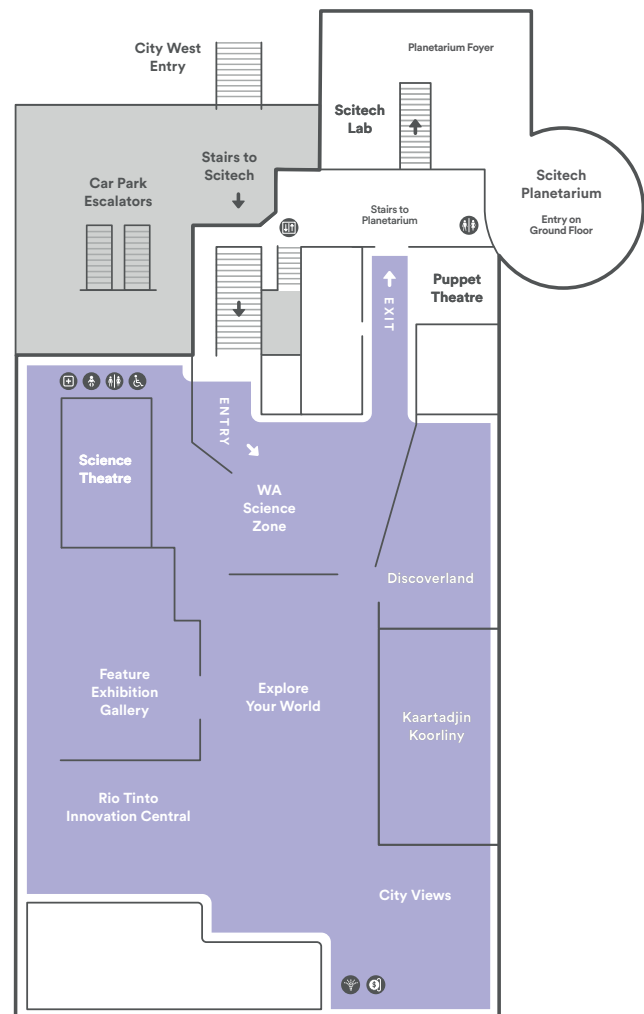 City West
Entry
Planetarium Foyer
Scitech
Lab
Stairs to
Scitech
Car Park
Escalators
Scitech
Planetarium
Entry on
Ground Floor
Stairs to
Planetarium
Puppet
Theatre
EXIT
ENTRY
Science
Theatre
WA
Science
Zone
Discoverland
Feature
Exhibition
Gallery
Explore
Your World
Kaartadjin
Koorliny
Rio Tinto
Innovation Central
City Views
$